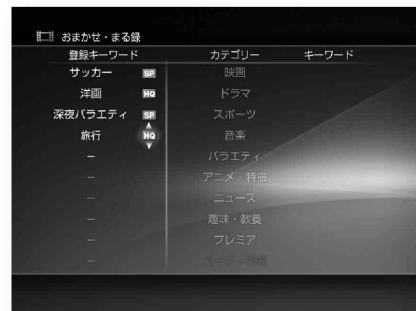 おまかせ・まる録
登録キーワード カテゴリー キーワード
サッカー SP 映画
洋画 HQ ドラマ
深夜バラエティ SP スポーツ
旅行 HQ 音楽
– バラエティ
– アニメ・特撮
– ニュース
– 趣味・教養
– プレミア